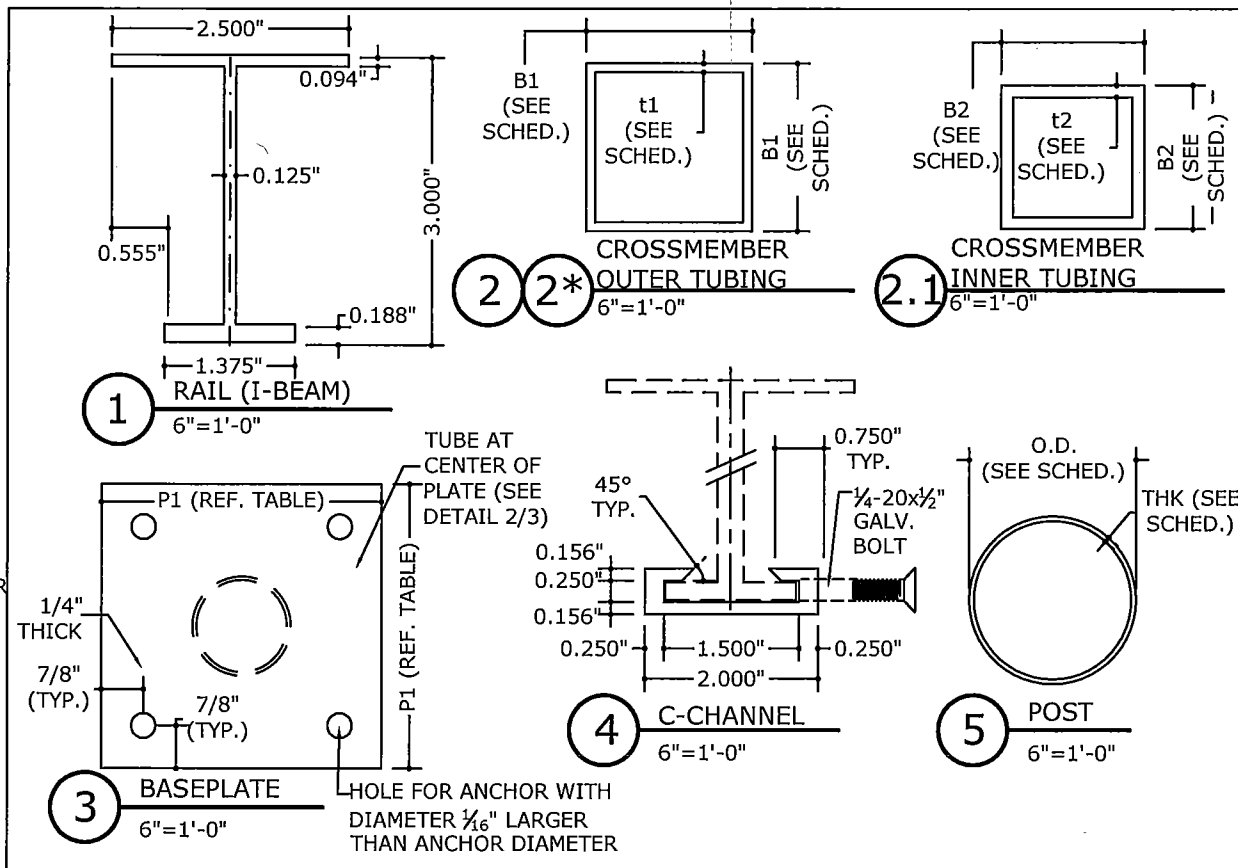 2.500"
0.094"
0.125"
3.000"
0.555"
0.188"
1.375"
1 RAIL (I-BEAM)
6"=1'-0"
B1
(SEE
SCHED.)
t1
(SEE
SCHED.)
B1
(SEE
SCHED.)
2 2* CROSSMEMBER
OUTER TUBING
6"=1'-0"
B2
(SEE
SCHED.)
t2
(SEE
SCHED.)
B2
(SEE
SCHED.)
2.1 CROSSMEMBER
INNER TUBING
6"=1'-0"
P1 (REF. TABLE)
TUBE AT
CENTER OF
PLATE (SEE
DETAIL 2/3)
P1 (REF. TABLE)
1/4"
THICK
7/8"
(TYP.)
7/8"
(TYP.)
3 BASEPLATE
6"=1'-0"
HOLE FOR ANCHOR WITH
DIAMETER 1⁄16" LARGER
THAN ANCHOR DIAMETER
0.750"
TYP.
45°
TYP.
¼-20x½"
GALV.
BOLT
0.156"
0.250"
0.156"
0.250"
1.500"
0.250"
2.000"
4 C-CHANNEL
6"=1'-0"
O.D.
(SEE SCHED.)
THK (SEE
SCHED.)
5 POST
6"=1'-0"